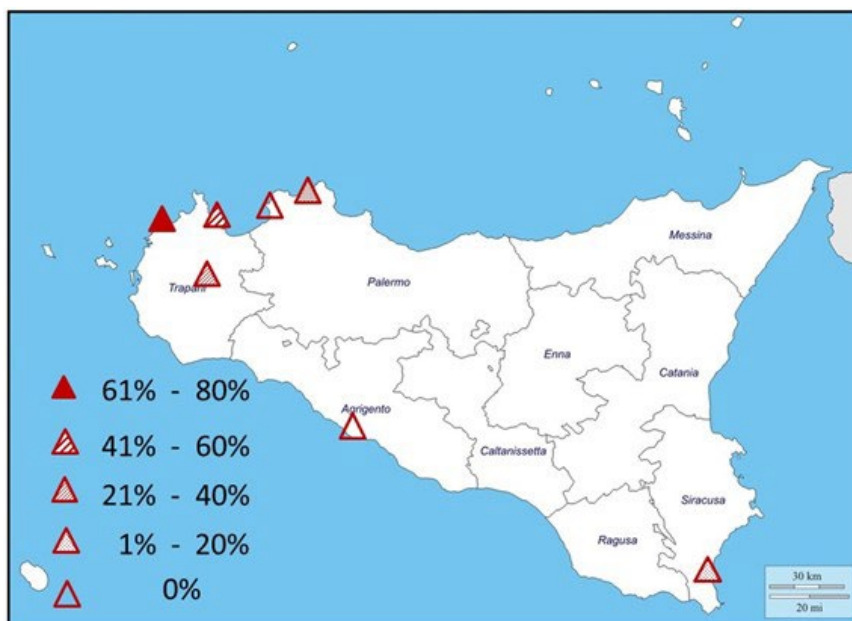 Messina
Palermo
Trapani
Enna
Catania
61% - 80%
Agrigento
41% - 60%
Caltanissetta
21% - 40%
Siracusa
1% - 20%
Ragusa
0%
30 km
20 mi